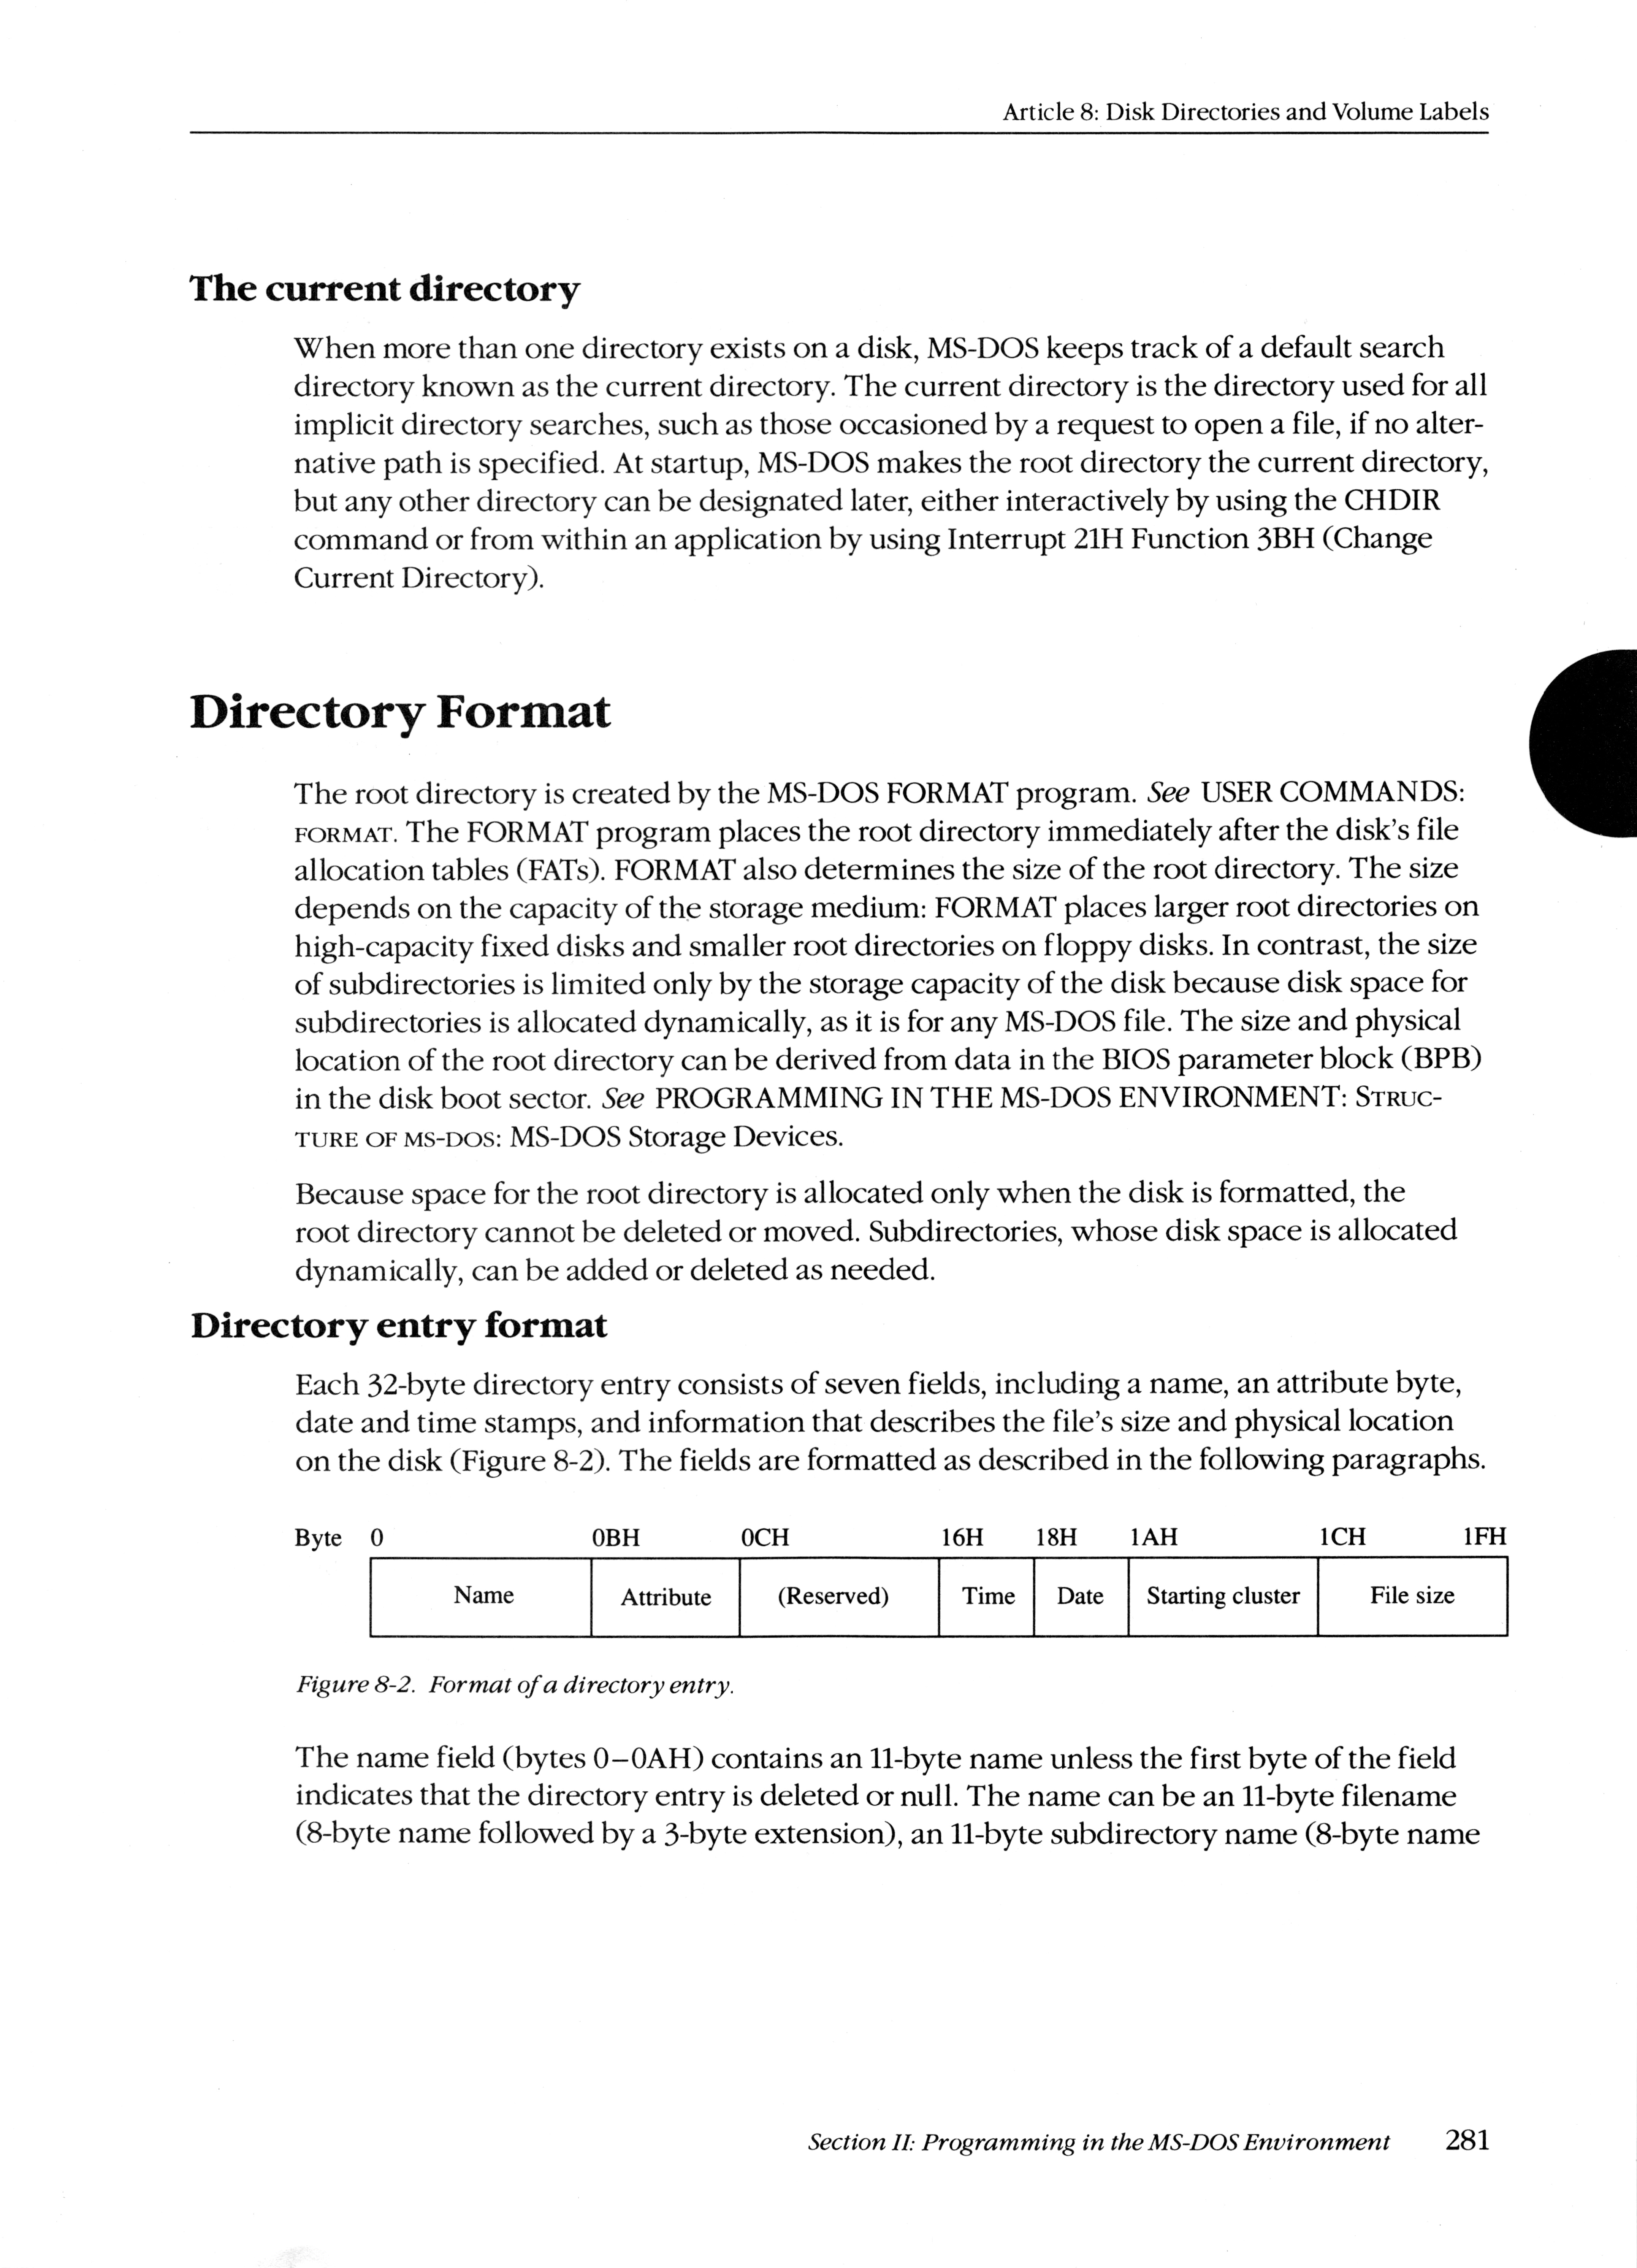 Article 8: Disk Directories and Volume Labels
The current directory
When more than one directory exists on a disk, MS-DOS keeps track of a default search
directory known as the current directory. The current directory is the directory used for all
implicit directory searches, such as those occasioned by a request to open a file, if no alter-
native path is specified. At startup, MS-DOS makes the root directory the current directory,
but any other directory can be designated later, either interactively by using the CHDIR
command or from within an application by using Interrupt 21H Function 3BH (Change
Current Directory).
Directory Format
The root directory is created by the MS-DOS FORMAT program. See USER COMMANDS:
FORMAT. The FORMAT program places the root directory immediately after the disk's file
allocation tables (FATs). FORMAT also determines the size of the root directory. The size
depends on the capacity of the storage medium: FORMAT places larger root directories on
high-capacity fixed disks and smaller root directories on floppy disks. In contrast, the size
of subdirectories is limited only by the storage capacity of the disk because disk space for
subdirectories is allocated dynamically, as it is for any MS-DOS file. The size and physical
location of the root directory can be derived from data in the BIOS parameter block (BPB)
in the disk boot sector. See PROGRAMMING IN THE MS-DOS ENVIRONMENT: STRUC-
TURE OF MS-DOS: MS-DOS Storage Devices.
Because space for the root directory is allocated only when the disk is formatted, the
root directory cannot be deleted or moved. Subdirectories, whose disk space is allocated
dynamically, can be added or deleted as needed.
Directory entry format
Each 32-byte directory entry consists of seven fields, including a name, an attribute byte,
date and time stamps, and information that describes the file's size and physical location
on the disk (Figure 8-2). The fields are formatted as described in the following paragraphs.
Byte 0 0BH 0CH 16H 18H 1AH 1CH 1FH
Name Attribute (Reserved) Time Date Starting cluster File size
Figure 8-2. Format of a directory entry.
The name field (bytes 0–0AH) contains an 11-byte name unless the first byte of the field
indicates that the directory entry is deleted or null. The name can be an 11-byte filename
(8-byte name followed by a 3-byte extension), an 11-byte subdirectory name (8-byte name
Section II: Programming in the MS-DOS Environment 281